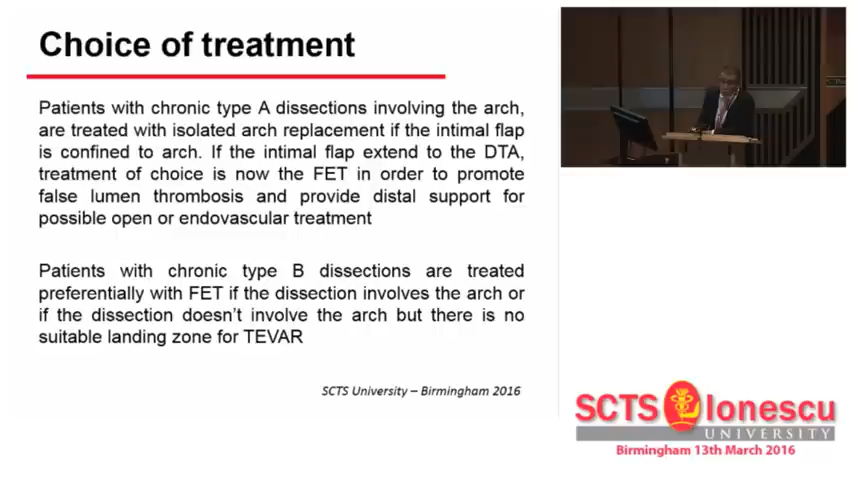 Choice of treatment
Patients with chronic type A dissections involving the arch,
are treated with isolated arch replacement if the intimal flap
is confined to arch. If the intimal flap extend to the DTA,
treatment of choice is now the FET in order to promote
false lumen thrombosis and provide distal support for
possible open or endovascular treatment
Patients with chronic type B dissections are treated
preferentially with FET if the dissection involves the arch or
if the dissection doesn't involve the arch but there is no
suitable landing zone for TEVAR
SCTS University – Birmingham 2016
SCTS Ionescu
UNIVERSITY
Birmingham 13th March 2016